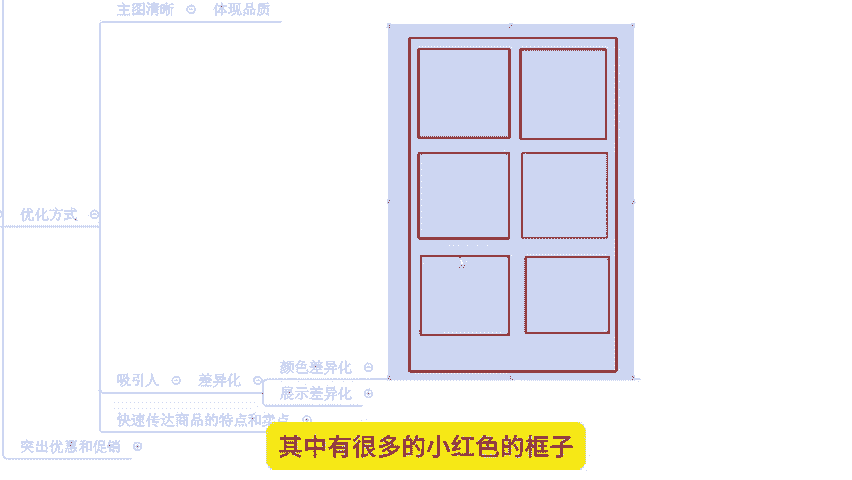 主图清晰 体现品质
优化方式
颜色差异化
吸引人 差异化
展示差异化
快速传达商品的特点和卖点
突出优惠和促销
其中有很多的小红色的框子